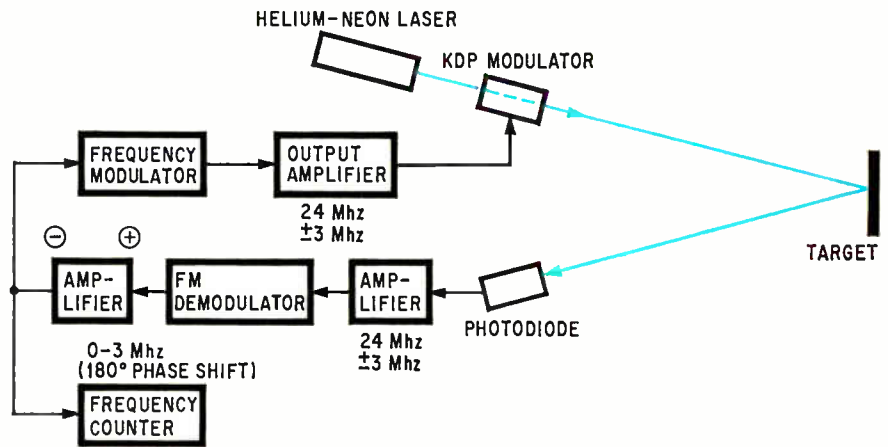 HELIUM-NEON LASER
KDP MODULATOR
FREQUENCY
MODULATOR
OUTPUT
AMPLIFIER
24 Mhz
±3 Mhz
TARGET
⊖ ⊕
AMP-
LIFIER
FM
DEMODULATOR
AMP-
LIFIER
PHOTODIODE
24 Mhz
±3 Mhz
0-3 Mhz
(180° PHASE SHIFT)
FREQUENCY
COUNTER